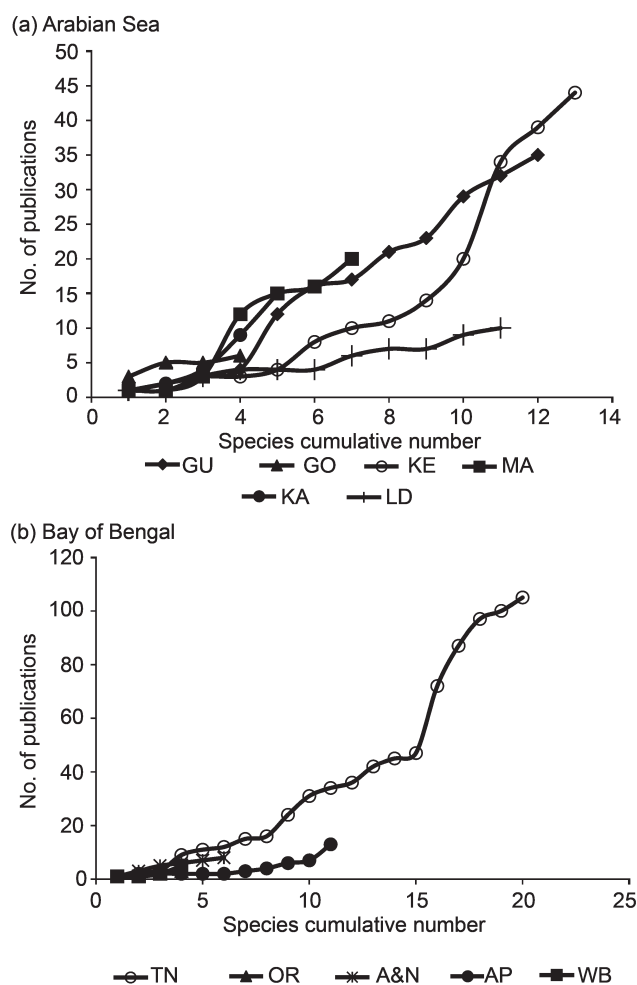 (a) Arabian Sea
50
45
40
35
30
25
20
15
10
5
0
No. of publications
0 2 4 6 8 10 12 14
Species cumulative number
GU GO KE MA
KA LD
(b) Bay of Bengal
120
100
80
60
40
20
0
No. of publications
0 5 10 15 20 25
Species cumulative number
TN OR A&N AP WB